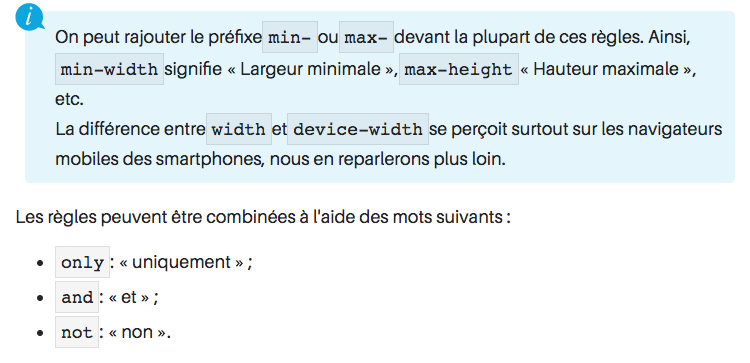 i
On peut rajouter le préfixe min- ou max- devant la plupart de ces règles. Ainsi,
min-width signifie « Largeur minimale », max-height « Hauteur maximale »,
etc.
La différence entre width et device-width se perçoit surtout sur les navigateurs
mobiles des smartphones, nous en reparlerons plus loin.
Les règles peuvent être combinées à l'aide des mots suivants :
• only : « uniquement » ;
• and : « et » ;
• not : « non ».